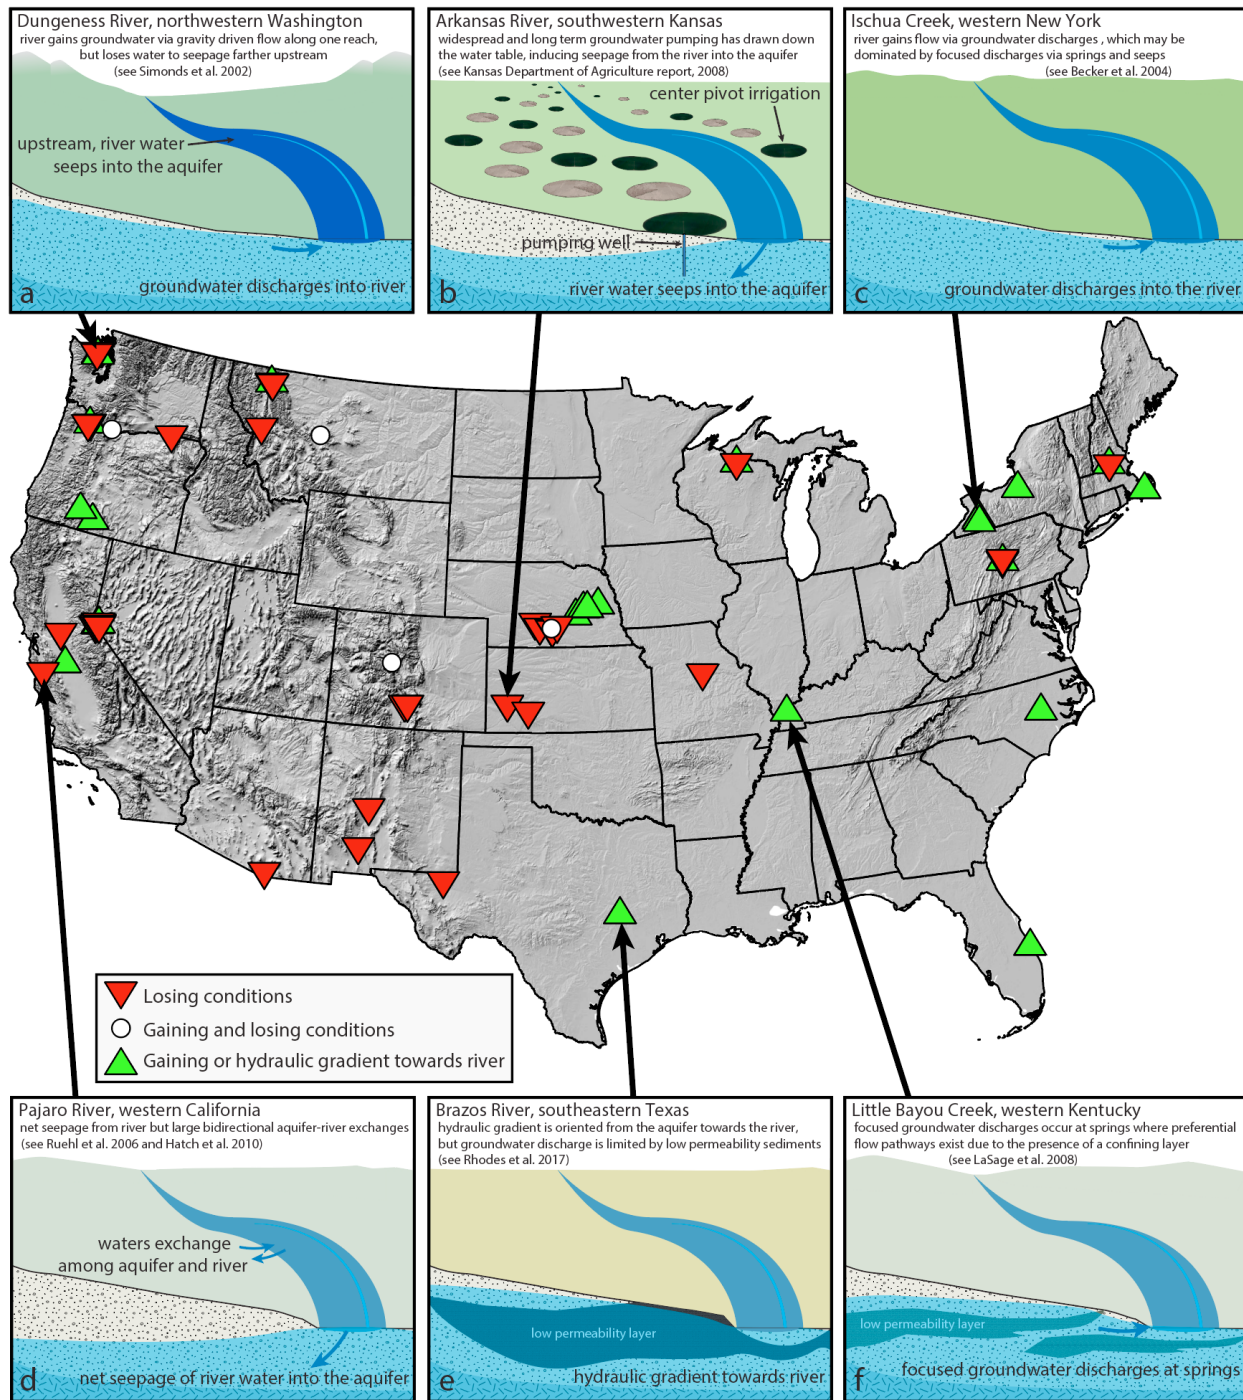 Dungeness River, northwestern Washington
river gains groundwater via gravity driven flow along one reach,
but loses water to seepage farther upstream
(see Simonds et al. 2002)
upstream, river water
seeps into the aquifer
groundwater discharges into river
a
Arkansas River, southwestern Kansas
widespread and long term groundwater pumping has drawn down
the water table, inducing seepage from the river into the aquifer
(see Kansas Department of Agriculture report, 2008)
center pivot irrigation
pumping well
river water seeps into the aquifer
b
Ischua Creek, western New York
river gains flow via groundwater discharges , which may be
dominated by focused discharges via springs and seeps
(see Becker et al. 2004)
groundwater discharges into the river
c
Losing conditions
Gaining and losing conditions
Gaining or hydraulic gradient towards river
Pajaro River, western California
net seepage from river but large bidirectional aquifer-river exchanges
(see Ruehl et al. 2006 and Hatch et al. 2010)
waters exchange
among aquifer and river
net seepage of river water into the aquifer
d
Brazos River, southeastern Texas
hydraulic gradient is oriented from the aquifer towards the river,
but groundwater discharge is limited by low permeability sediments
(see Rhodes et al. 2017)
low permeability layer
hydraulic gradient towards river
e
Little Bayou Creek, western Kentucky
focused groundwater discharges occur at springs where preferential
flow pathways exist due to the presence of a confining layer
(see LaSage et al. 2008)
low permeability layer
focused groundwater discharges at springs
f